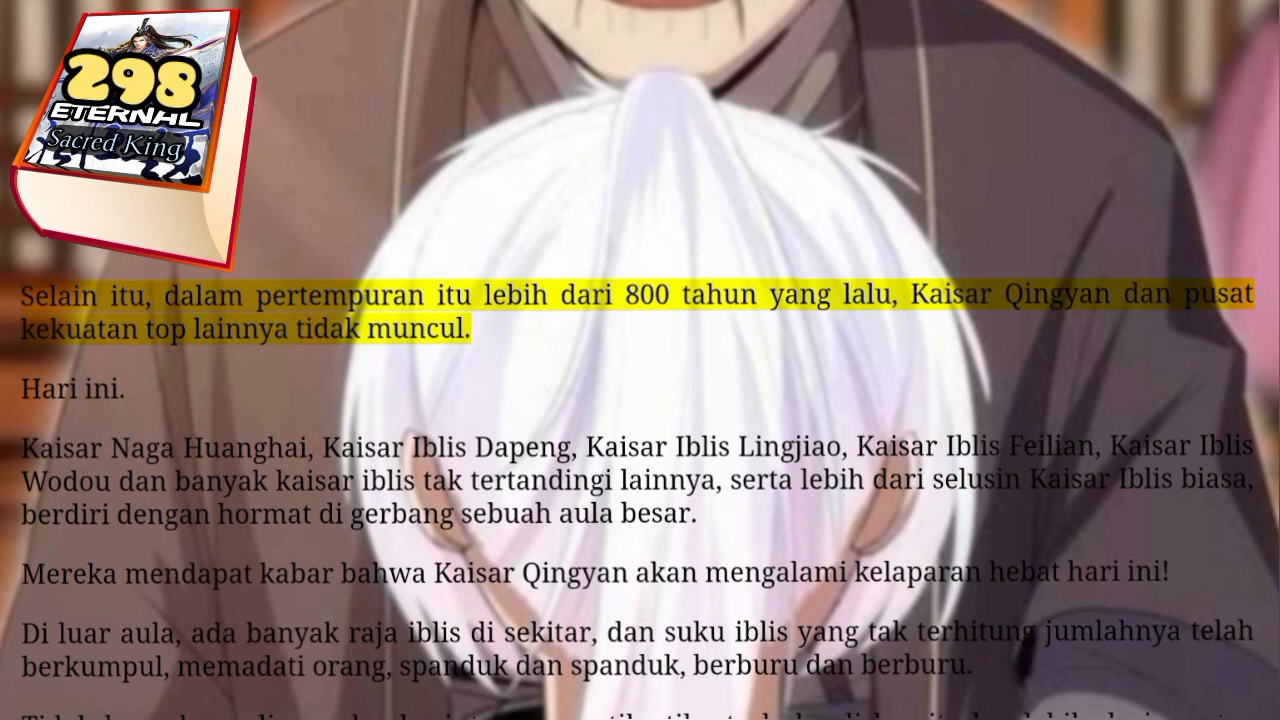 298
ETERNAL
Sacred King
Selain itu, dalam pertempuran itu lebih dari 800 tahun yang lalu, Kaisar Qingyan dan pusat
kekuatan top lainnya tidak muncul.
Hari ini.
Kaisar Naga Huanghai, Kaisar Iblis Dapeng, Kaisar Iblis Lingjiao, Kaisar Iblis Feilian, Kaisar Iblis
Wodou dan banyak kaisar iblis tak tertandingi lainnya, serta lebih dari selusin Kaisar Iblis biasa,
berdiri dengan hormat di gerbang sebuah aula besar.
Mereka mendapat kabar bahwa Kaisar Qingyan akan mengalami kelaparan hebat hari ini!
Di luar aula, ada banyak raja iblis di sekitar, dan suku iblis yang tak terhitung jumlahnya telah
berkumpul, memadati orang, spanduk dan spanduk, berburu dan berburu.